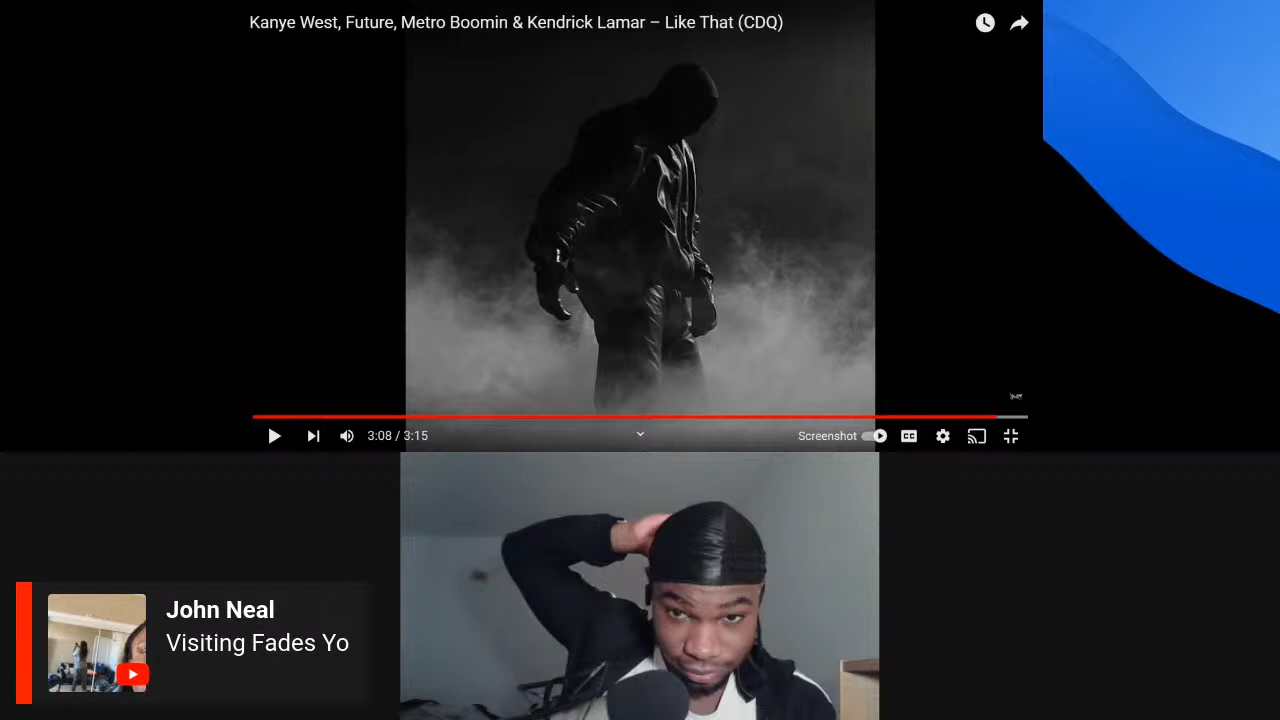 Kanye West, Future, Metro Boomin & Kendrick Lamar – Like That (CDQ)
3:08 / 3:15
Screenshot
CC
John Neal
Visiting Fades Yo